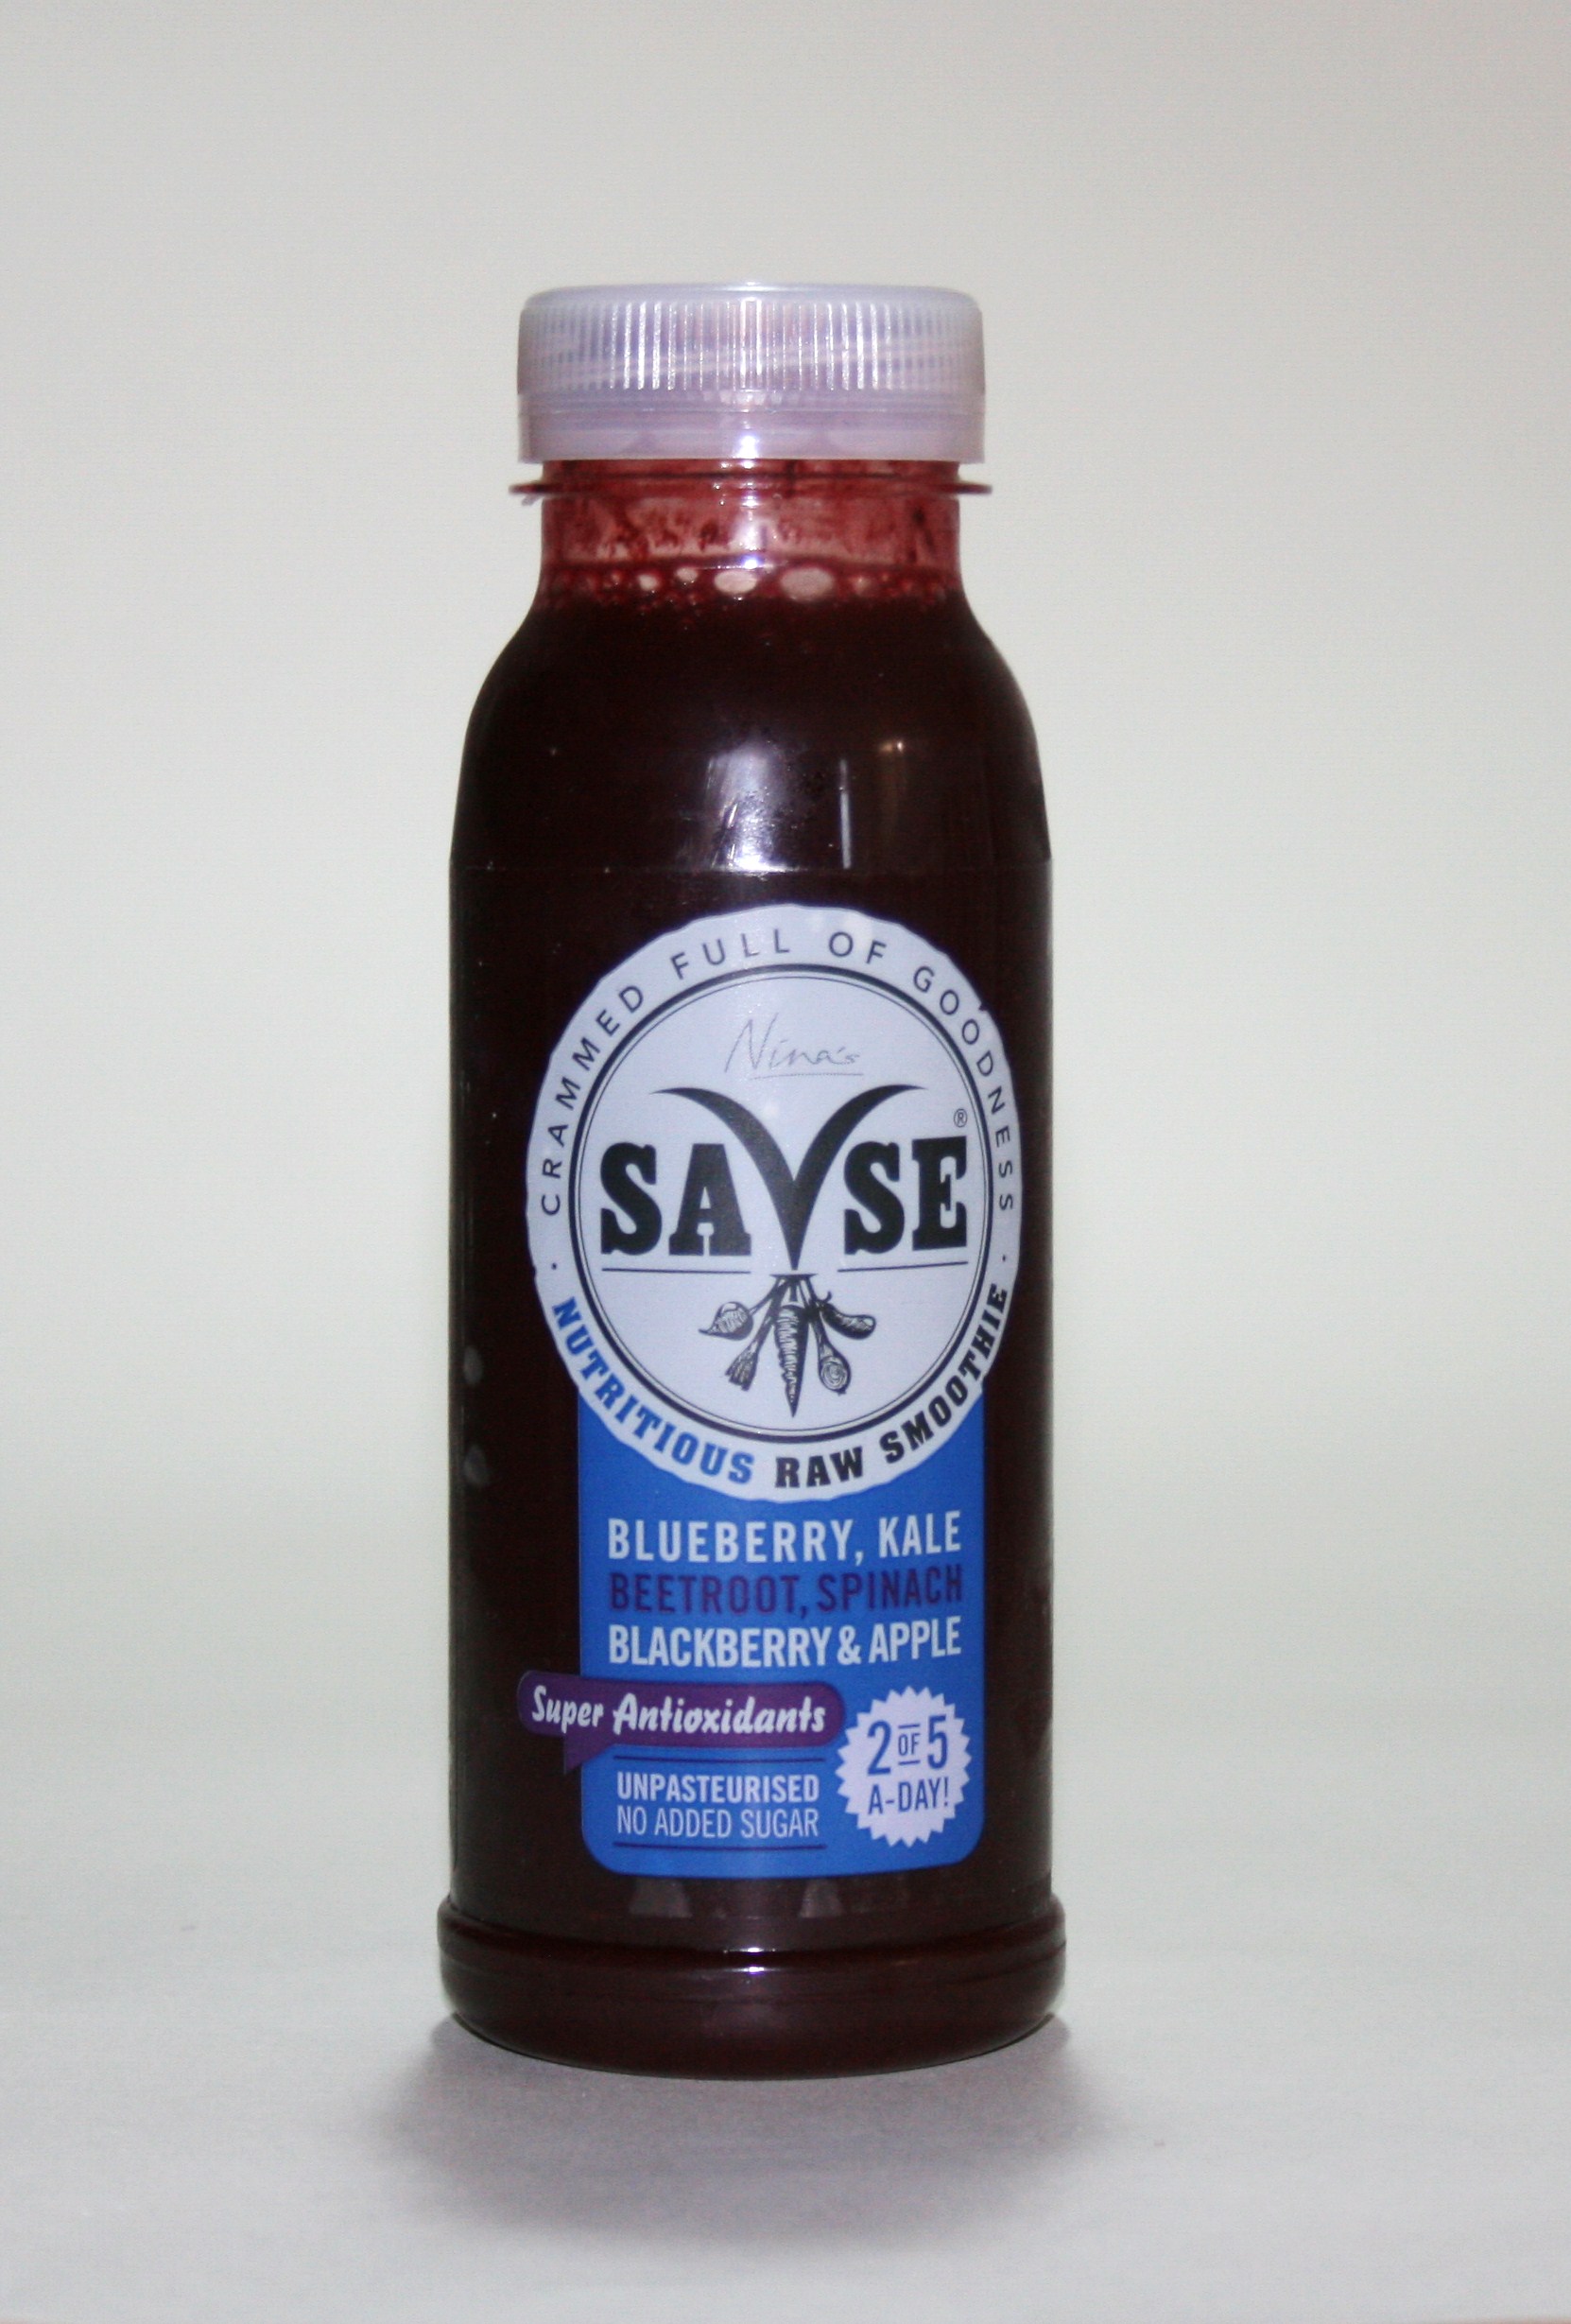 CRAMMED FULL OF GOODNESS
Nina's
SAVSE®
· NUTRITIOUS RAW SMOOTHIE ·
BLUEBERRY, KALE
BEETROOT, SPINACH
BLACKBERRY & APPLE
Super Antioxidants
2 OF 5
A-DAY!
UNPASTEURISED
NO ADDED SUGAR